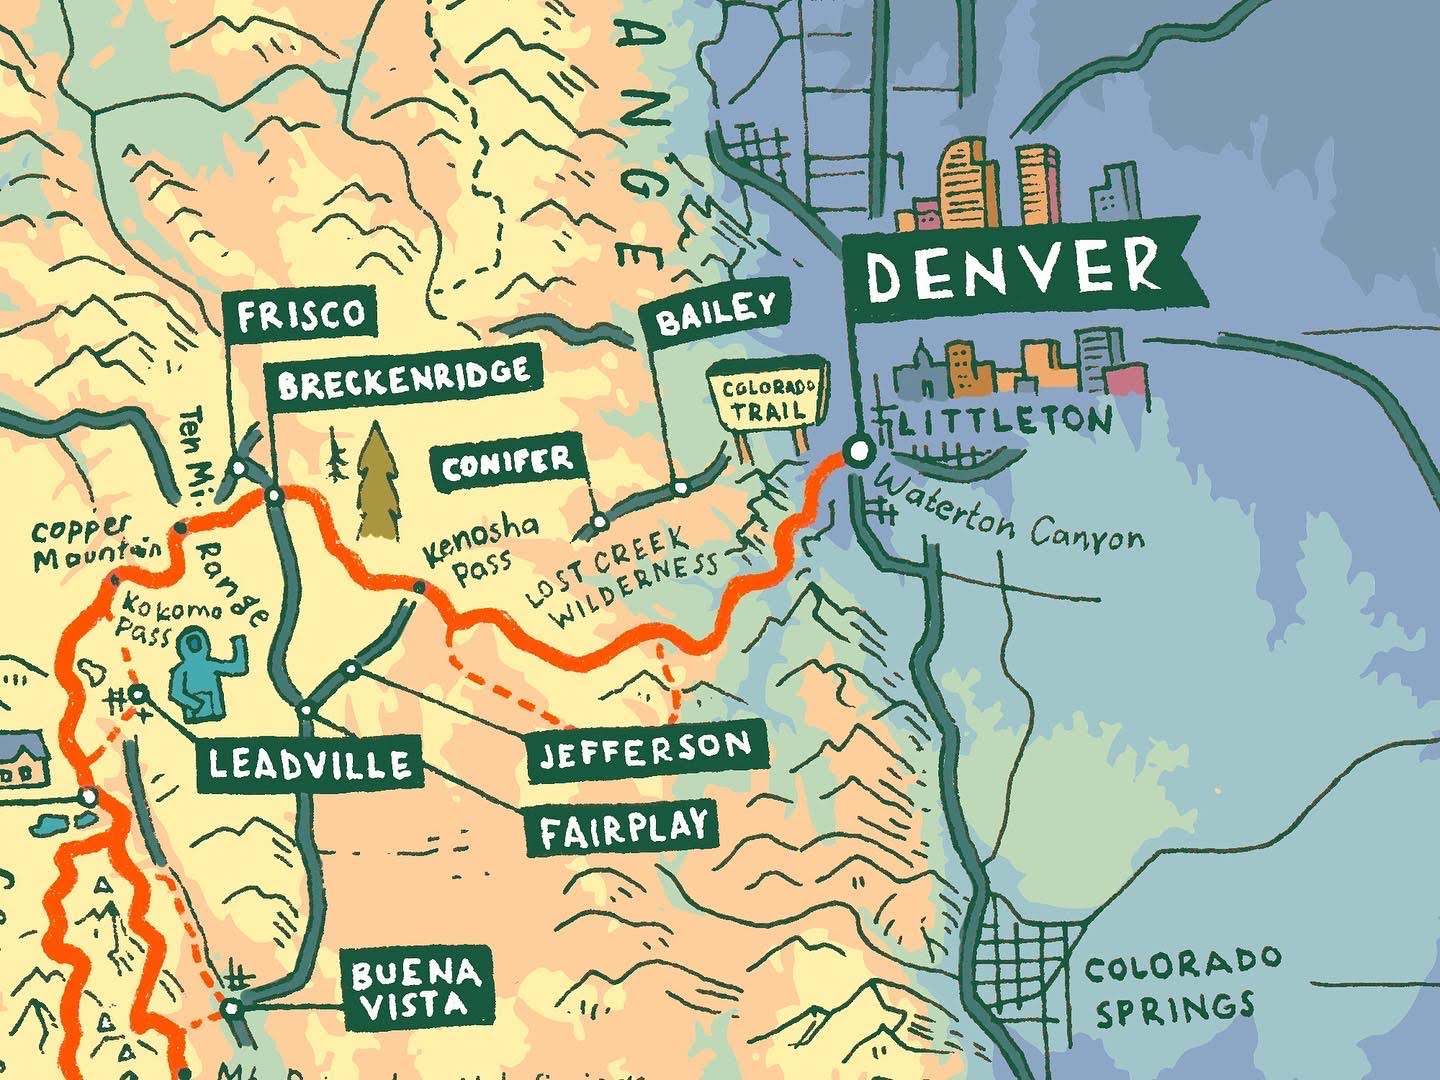 ANGE
DENVER
FRISCO
BAILEY
BRECKENRIDGE
COLORADO
TRAIL
LITTLETON
Ten Mi.
Range
CONIFER
Waterton Canyon
Copper
Mountain
Kenosha
Pass
LOST CREEK
WILDERNESS
Kokomo
Pass
LEADVILLE
JEFFERSON
FAIRPLAY
BUENA
VISTA
COLORADO
SPRINGS